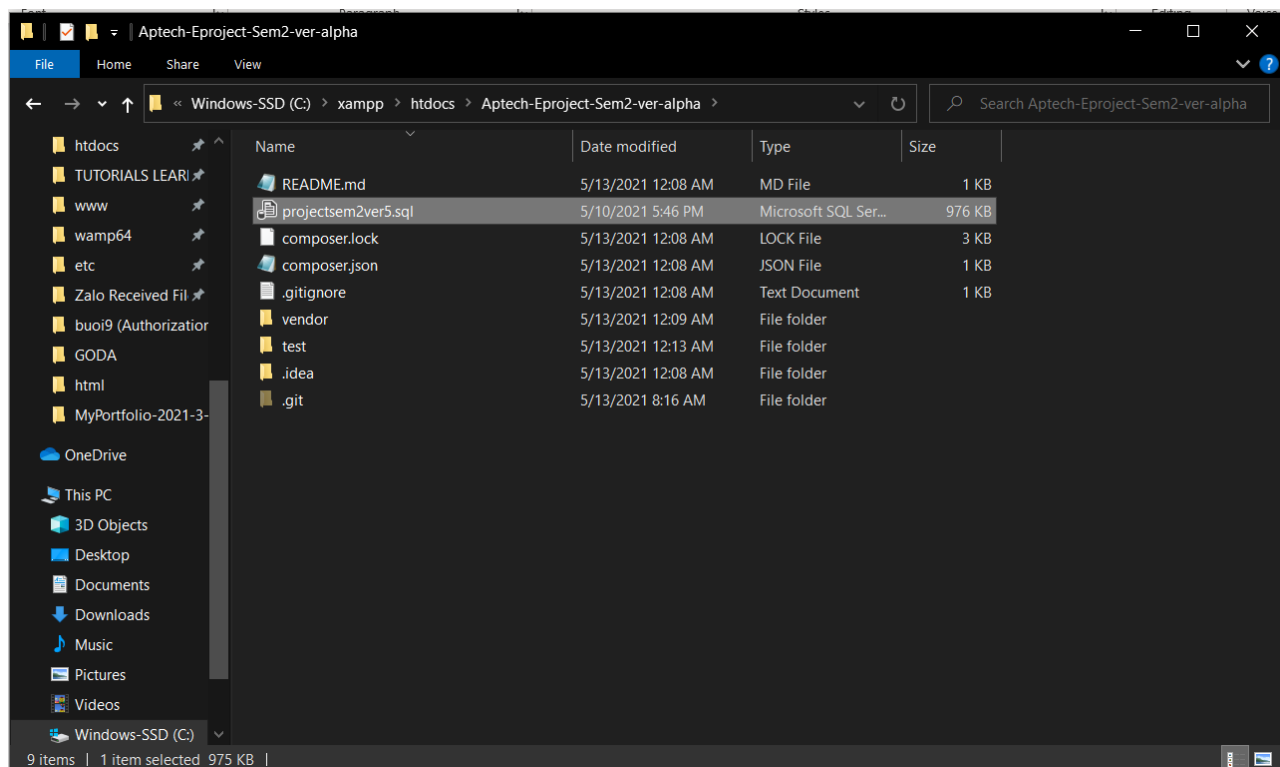 Font Paragraph Styles Editing Voice
Aptech-Eproject-Sem2-ver-alpha
File Home Share View
« Windows-SSD (C:) > xampp > htdocs > Aptech-Eproject-Sem2-ver-alpha >
Search Aptech-Eproject-Sem2-ver-alpha
htdocs
TUTORIALS LEARI
www
wamp64
etc
Zalo Received Fil
buoi9 (Authorization
GODA
html
MyPortfolio-2021-3-
OneDrive
This PC
3D Objects
Desktop
Documents
Downloads
Music
Pictures
Videos
Windows-SSD (C:)
Name Date modified Type Size
README.md 5/13/2021 12:08 AM MD File 1 KB
projectsem2ver5.sql 5/10/2021 5:46 PM Microsoft SQL Ser... 976 KB
composer.lock 5/13/2021 12:08 AM LOCK File 3 KB
composer.json 5/13/2021 12:08 AM JSON File 1 KB
.gitignore 5/13/2021 12:08 AM Text Document 1 KB
vendor 5/13/2021 12:09 AM File folder
test 5/13/2021 12:13 AM File folder
.idea 5/13/2021 12:08 AM File folder
.git 5/13/2021 8:16 AM File folder
9 items | 1 item selected 975 KB |